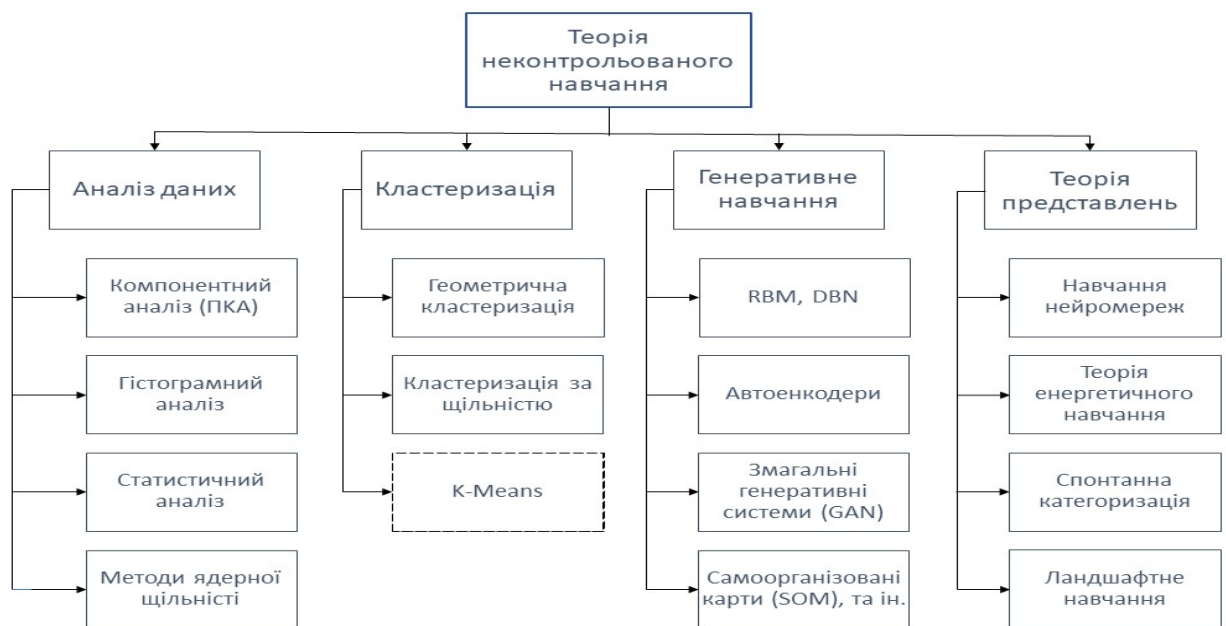 Теорія
неконтрольованого
навчання
Аналіз даних
Кластеризація
Генеративне
навчання
Теорія
представлень
Компонентний
аналіз (ПКА)
Гістограмний
аналіз
Статистичний
аналіз
Методи ядерної
щільністі
Геометрична
кластеризація
Кластеризація за
щільністю
K-Means
RBM, DBN
Автоенкодери
Змагальні
генеративні
системи (GAN)
Самоорганізовані
карти (SOM), та ін.
Навчання
нейромереж
Теорія
енергетичного
навчання
Спонтанна
категоризація
Ландшафтне
навчання